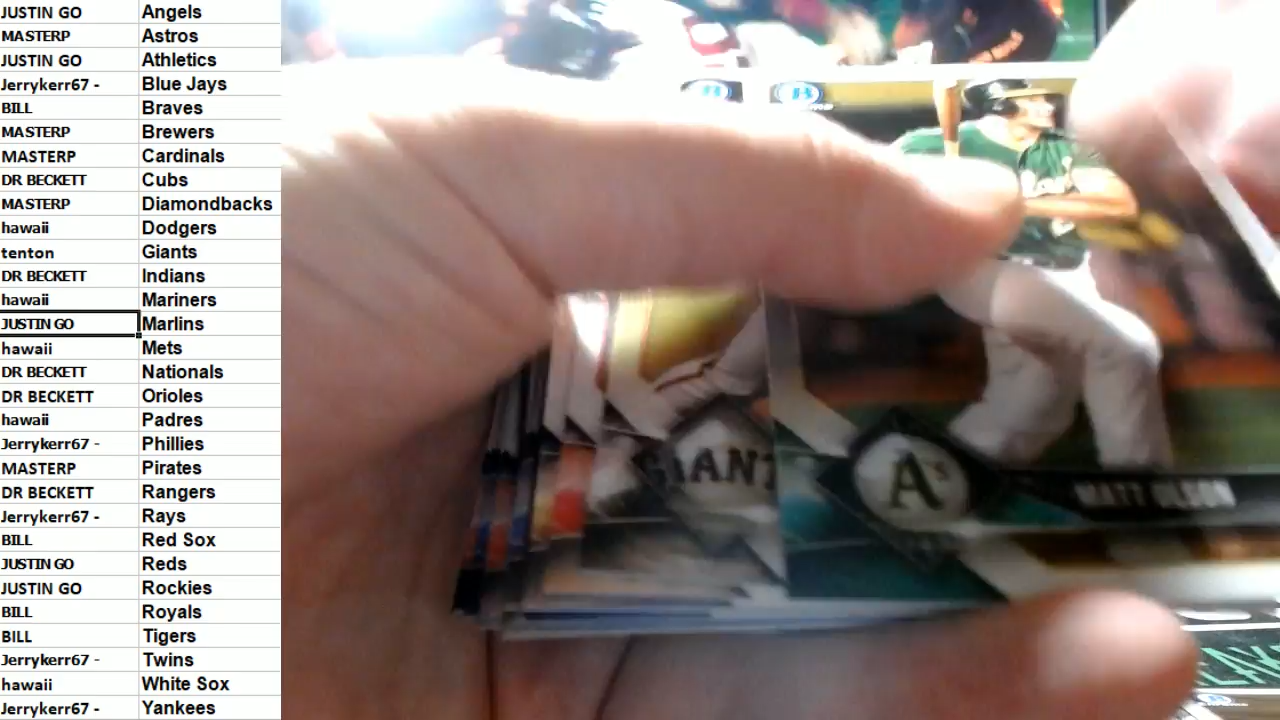 JUSTIN GO Angels
MASTERP Astros
JUSTIN GO Athletics
Jerrykerr67 - Blue Jays
BILL Braves
MASTERP Brewers
MASTERP Cardinals
DR BECKETT Cubs
MASTERP Diamondbacks
hawaii Dodgers
tenton Giants
DR BECKETT Indians
hawaii Mariners
JUSTIN GO Marlins
hawaii Mets
DR BECKETT Nationals
DR BECKETT Orioles
hawaii Padres
Jerrykerr67 - Phillies
MASTERP Pirates
DR BECKETT Rangers
Jerrykerr67 - Rays
BILL Red Sox
JUSTIN GO Reds
JUSTIN GO Rockies
BILL Royals
BILL Tigers
Jerrykerr67 - Twins
hawaii White Sox
Jerrykerr67 - Yankees
GIANT
A's
MATT OLSON